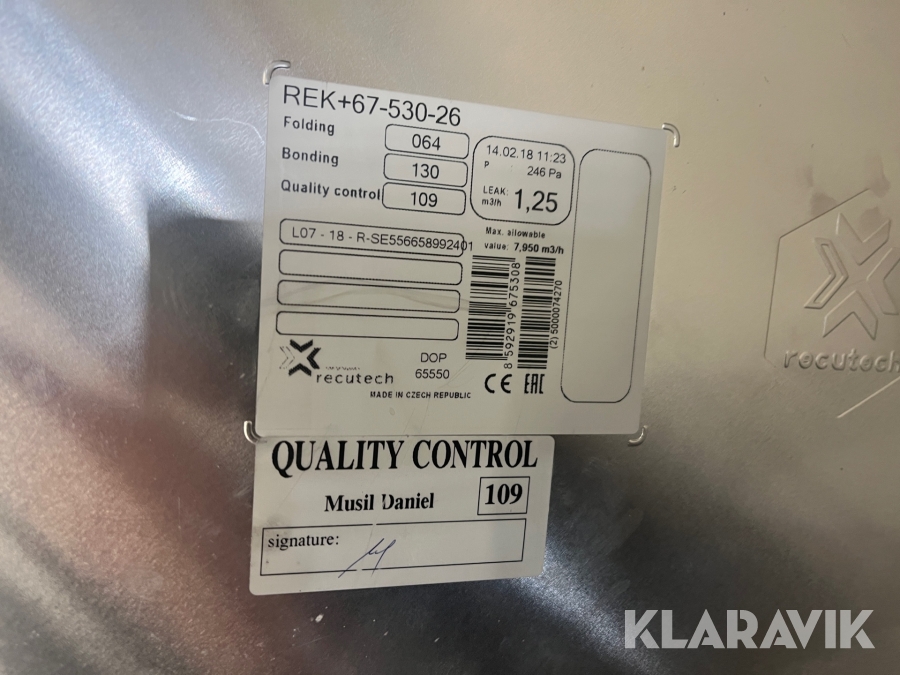 REK+67-530-26
Folding 064
Bonding 130
Quality control 109
14.02.18 11:23
P 246 Pa
LEAK: m3/h 1,25
L07 - 18 - R-SE556658992401
Max. allowable
value: 7,950 m3/h
8 592919 675308
(2)5000074270
recutech
DOP
65550
MADE IN CZECH REPUBLIC
CE EAC
QUALITY CONTROL
Musil Daniel 109
signature:
recutech
KLARAVIK